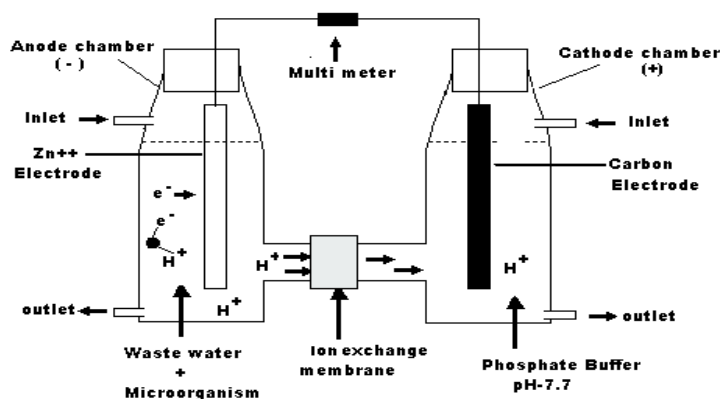 Anode chamber
( - )
Multi meter
Cathode chamber
(+)
Inlet
Inlet
Zn++
Electrode
Carbon
Electrode
e-
e-
H+
H+
H+
H+
outlet
outlet
Waste water
+
Microorganism
Ion exchange
membrane
Phosphate Buffer
pH-7.7